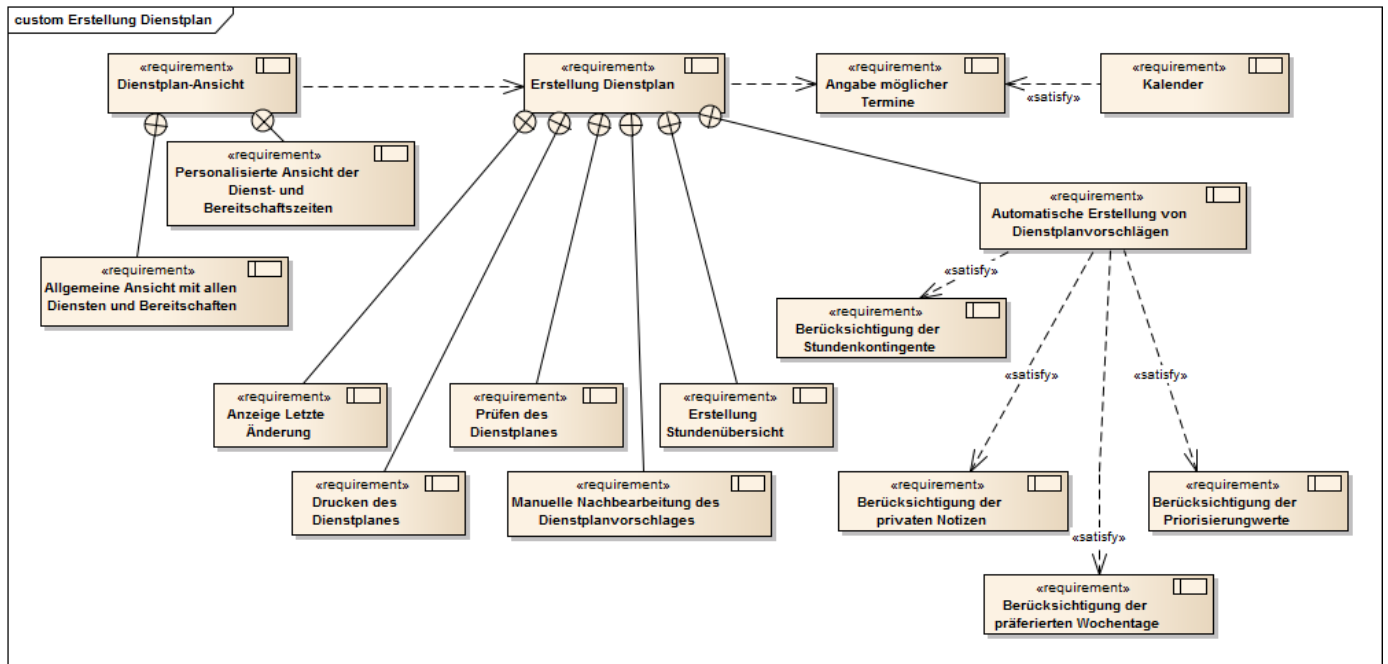 custom Erstellung Dienstplan
«requirement»
Dienstplan-Ansicht
«requirement»
Erstellung Dienstplan
«requirement»
Angabe möglicher
Termine
«requirement»
Kalender
«satisfy»
«requirement»
Personalisierte Ansicht der
Dienst- und
Bereitschaftszeiten
«requirement»
Automatische Erstellung von
Dienstplanvorschlägen
«requirement»
Allgemeine Ansicht mit allen
Diensten und Bereitschaften
«satisfy»
«requirement»
Berücksichtigung der
Stundenkontingente
«satisfy»
«satisfy»
«requirement»
Anzeige Letzte
Änderung
«requirement»
Prüfen des
Dienstplanes
«requirement»
Erstellung
Stundenübersicht
«requirement»
Drucken des
Dienstplanes
«requirement»
Manuelle Nachbearbeitung des
Dienstplanvorschlages
«requirement»
Berücksichtigung der
privaten Notizen
«requirement»
Berücksichtigung der
Priorisierungwerte
«satisfy»
«requirement»
Berücksichtigung der
präferierten Wochentage